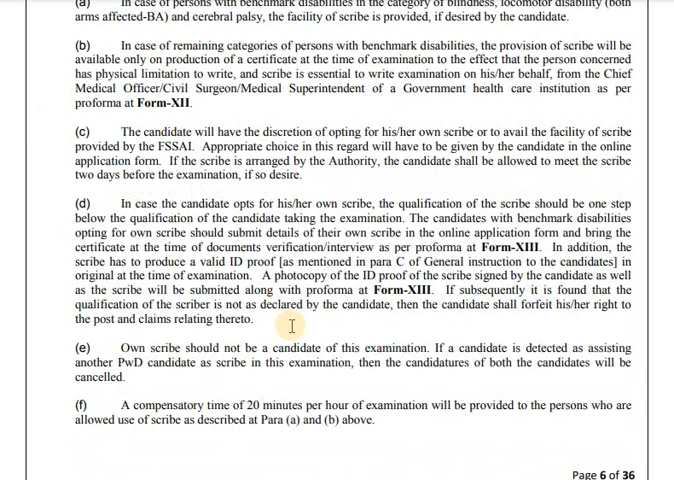 (a) In case of persons with benchmark disabilities in the category of blindness, locomotor disability (both
arms affected-BA) and cerebral palsy, the facility of scribe is provided, if desired by the candidate.
(b) In case of remaining categories of persons with benchmark disabilities, the provision of scribe will be
available only on production of a certificate at the time of examination to the effect that the person concerned
has physical limitation to write, and scribe is essential to write examination on his/her behalf, from the Chief
Medical Officer/Civil Surgeon/Medical Superintendent of a Government health care institution as per
proforma at Form-XII.
(c) The candidate will have the discretion of opting for his/her own scribe or to avail the facility of scribe
provided by the FSSAI. Appropriate choice in this regard will have to be given by the candidate in the online
application form. If the scribe is arranged by the Authority, the candidate shall be allowed to meet the scribe
two days before the examination, if so desire.
(d) In case the candidate opts for his/her own scribe, the qualification of the scribe should be one step
below the qualification of the candidate taking the examination. The candidates with benchmark disabilities
opting for own scribe should submit details of their own scribe in the online application form and bring the
certificate at the time of documents verification/interview as per proforma at Form-XIII. In addition, the
scribe has to produce a valid ID proof [as mentioned in para C of General instruction to the candidates] in
original at the time of examination. A photocopy of the ID proof of the scribe signed by the candidate as well
as the scribe will be submitted along with proforma at Form-XIII. If subsequently it is found that the
qualification of the scriber is not as declared by the candidate, then the candidate shall forfeit his/her right to
the post and claims relating thereto.
(e) Own scribe should not be a candidate of this examination. If a candidate is detected as assisting
another PwD candidate as scribe in this examination, then the candidatures of both the candidates will be
cancelled.
(f) A compensatory time of 20 minutes per hour of examination will be provided to the persons who are
allowed use of scribe as described at Para (a) and (b) above.
Page 6 of 36